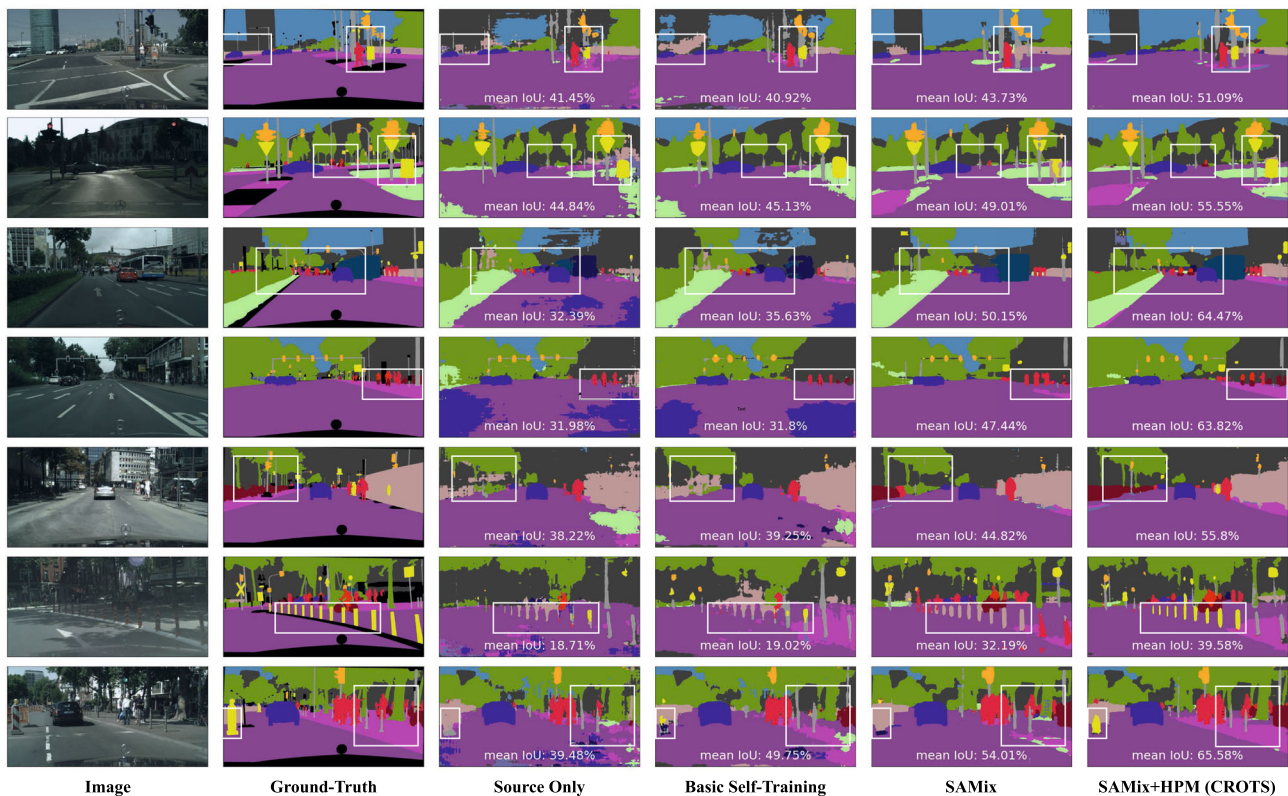 mean IoU: 41.45% mean IoU: 40.92% mean IoU: 43.73% mean IoU: 51.09%
mean IoU: 44.84% mean IoU: 45.13% mean IoU: 49.01% mean IoU: 55.55%
mean IoU: 32.39% mean IoU: 35.63% mean IoU: 50.15% mean IoU: 64.47%
Text
mean IoU: 31.98% mean IoU: 31.8% mean IoU: 47.44% mean IoU: 63.82%
mean IoU: 38.22% mean IoU: 39.25% mean IoU: 44.82% mean IoU: 55.8%
mean IoU: 18.71% mean IoU: 19.02% mean IoU: 32.19% mean IoU: 39.58%
mean IoU: 39.48% mean IoU: 49.75% mean IoU: 54.01% mean IoU: 65.58%
Image Ground-Truth Source Only Basic Self-Training SAMix SAMix+HPM (CROTS)